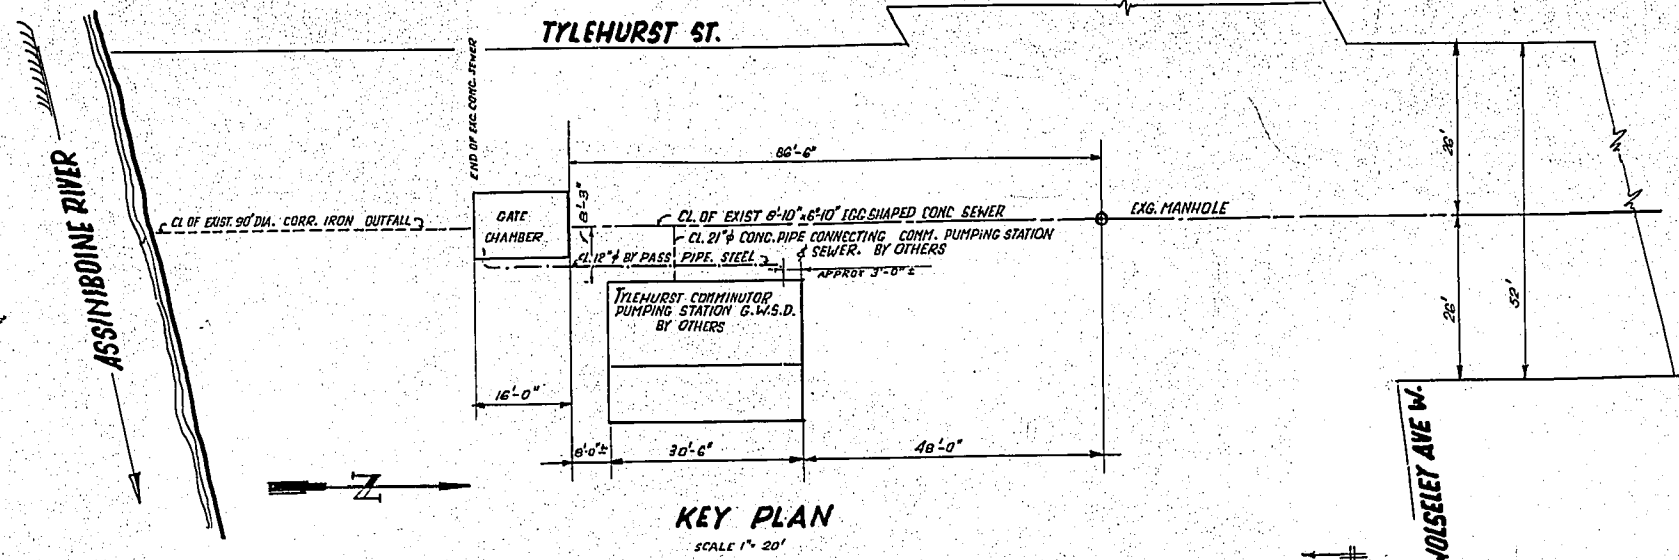 TYLEHURST ST.
END OF EXG. CONC. SEWER
ASSINIBOINE RIVER
86'-6"
26'
52'
26'
8'-3"
GATE
CHAMBER
CL OF EXIST. 90" DIA. CORR. IRON OUTFALL
CL. OF EXIST 8'-10" x 6'-10" EGG SHAPED CONC SEWER
EXG. MANHOLE
CL. 21" ϕ CONC. PIPE CONNECTING COMM. PUMPING STATION
& SEWER. BY OTHERS
CL. 12" ϕ BY PASS PIPE. STEEL
APPROX 3'-0" ±
TYLEHURST COMMINUTOR
PUMPING STATION G.W.S.D.
BY OTHERS
16'-0"
8'-0" ±
30'-6"
48'-0"
N
KEY PLAN
SCALE 1" = 20'
WOLSELEY AVE W.